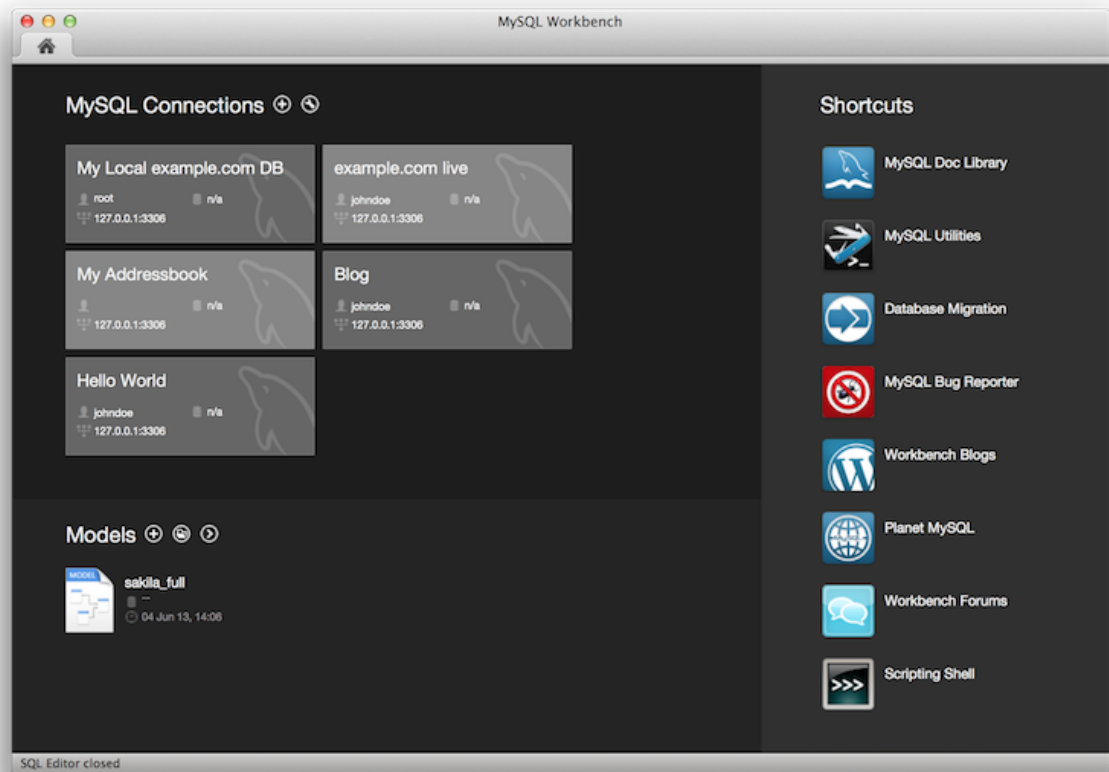 MySQL Workbench
MySQL Connections
My Local example.com DB
root n/a
127.0.0.1:3306
example.com live
johndoe n/a
127.0.0.1:3306
My Addressbook
n/a
127.0.0.1:3306
Blog
johndoe n/a
127.0.0.1:3306
Hello World
johndoe n/a
127.0.0.1:3306
Models
MODEL
sakila_full
--
04 Jun 13, 14:06
Shortcuts
MySQL Doc Library
MySQL Utilities
>_
Database Migration
MySQL Bug Reporter
Workbench Blogs
Planet MySQL
Workbench Forums
>>>
Scripting Shell
SQL Editor closed